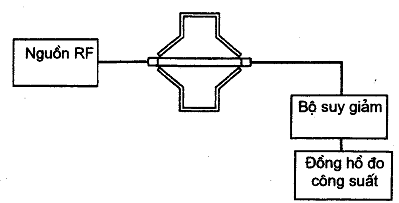 Nguồn RF
Bộ suy giảm
Đồng hồ đo
công suất